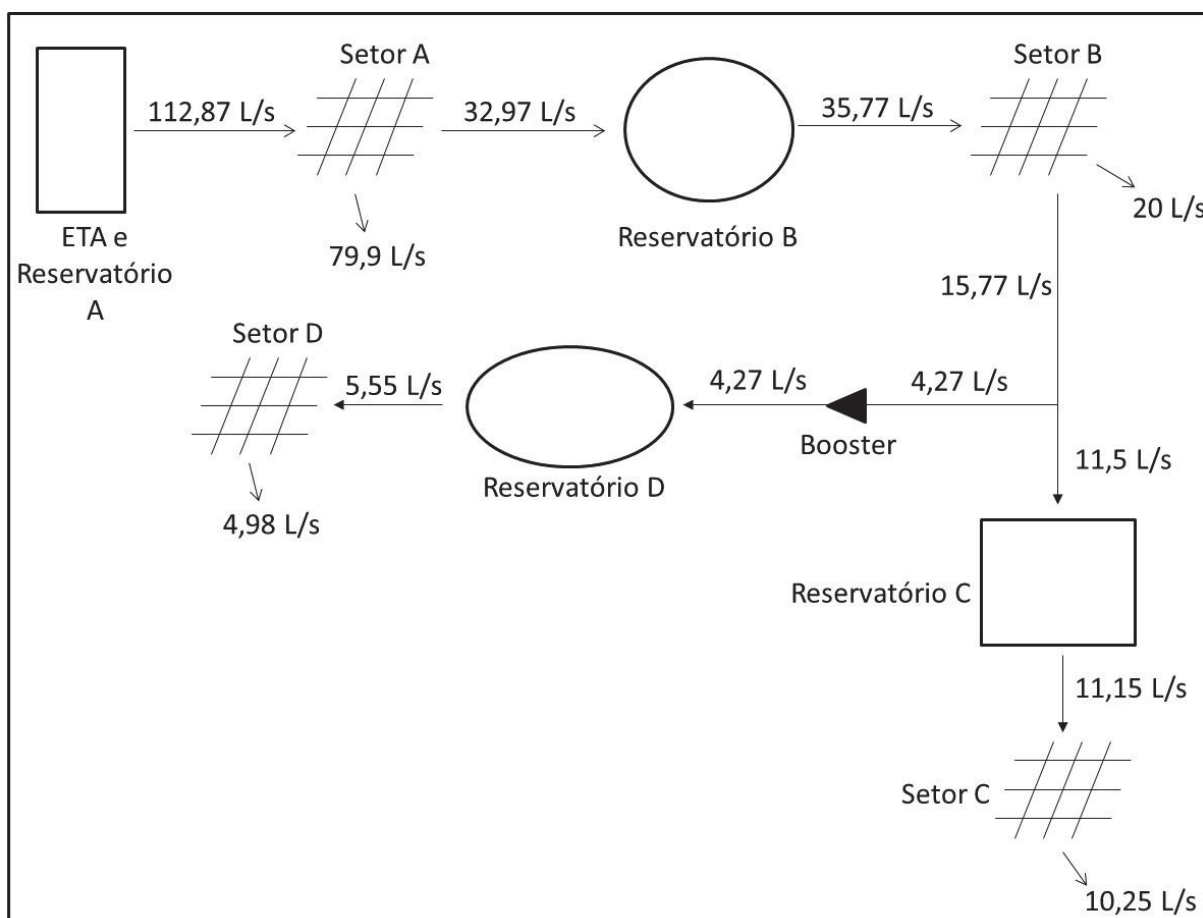 Setor A
Setor B
112,87 L/s
32,97 L/s
35,77 L/s
20 L/s
ETA e
Reservatório
A
79,9 L/s
Reservatório B
15,77 L/s
Setor D
5,55 L/s
4,27 L/s
4,27 L/s
Booster
Reservatório D
4,98 L/s
11,5 L/s
Reservatório C
11,15 L/s
Setor C
10,25 L/s